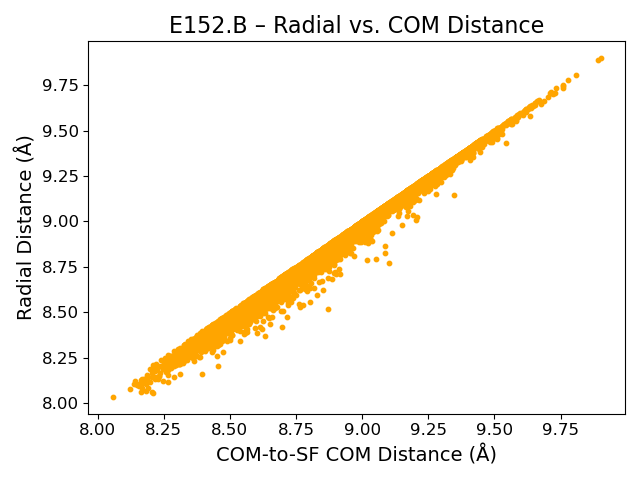 E152.B – Radial vs. COM Distance
Radial Distance (Å)
9.75
9.50
9.25
9.00
8.75
8.50
8.25
8.00
8.00 8.25 8.50 8.75 9.00 9.25 9.50 9.75
COM-to-SF COM Distance (Å)